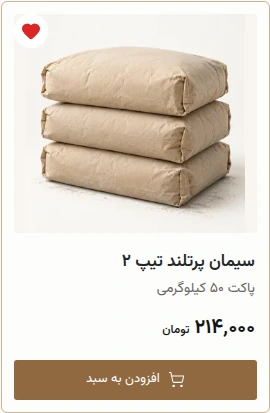 سیمان پرتلند تیپ ۲
پاکت ۵۰ کیلوگرمی
۲۱۴,۰۰۰ تومان
افزودن به سبد